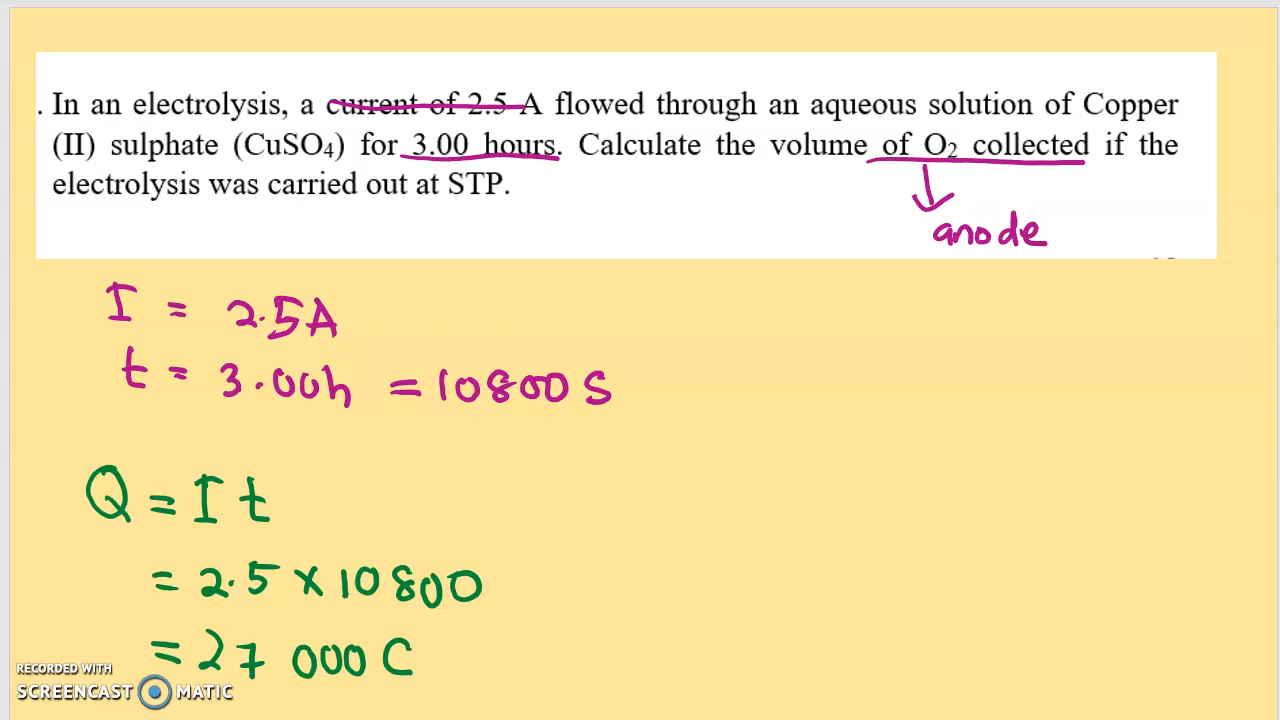 . In an electrolysis, a current of 2.5 A flowed through an aqueous solution of Copper
(II) sulphate (CuSO4) for 3.00 hours. Calculate the volume of O2 collected if the
electrolysis was carried out at STP.
anode
I = 2.5A
t = 3.00h = 10800 S
Q = I t
= 2.5 x 10800
= 27 000 C
RECORDED WITH
SCREENCAST MATIC